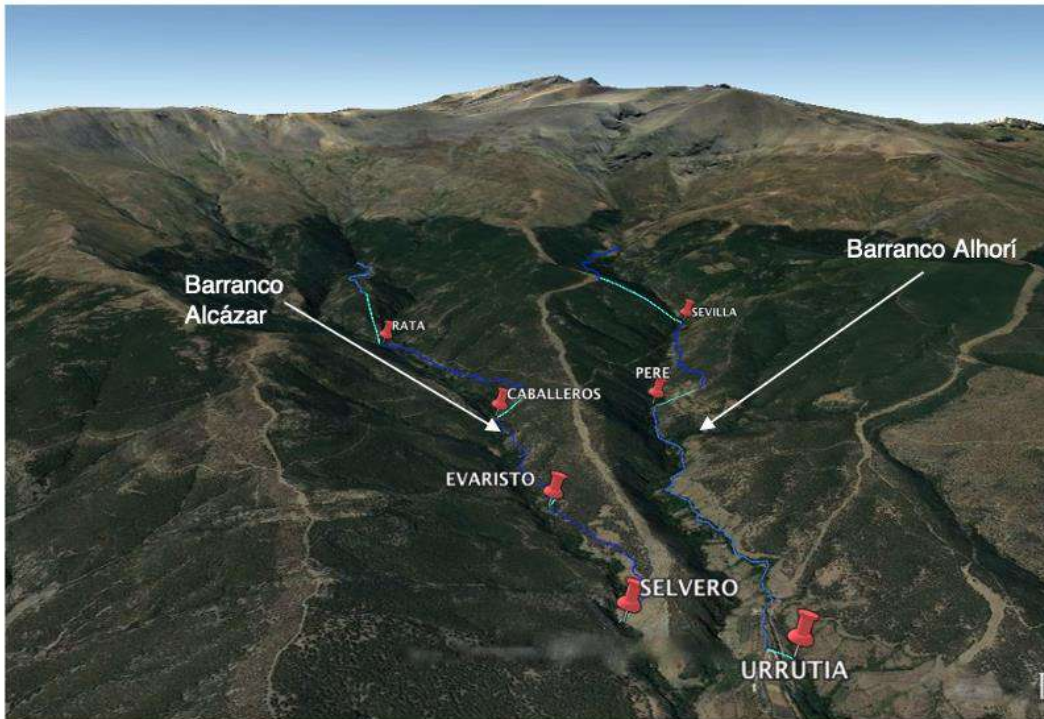 Barranco Alhorí
Barranco
Alcázar
SEVILLA
RATA
PERE
CABALLEROS
EVARISTO
SELVERO
URRUTIA